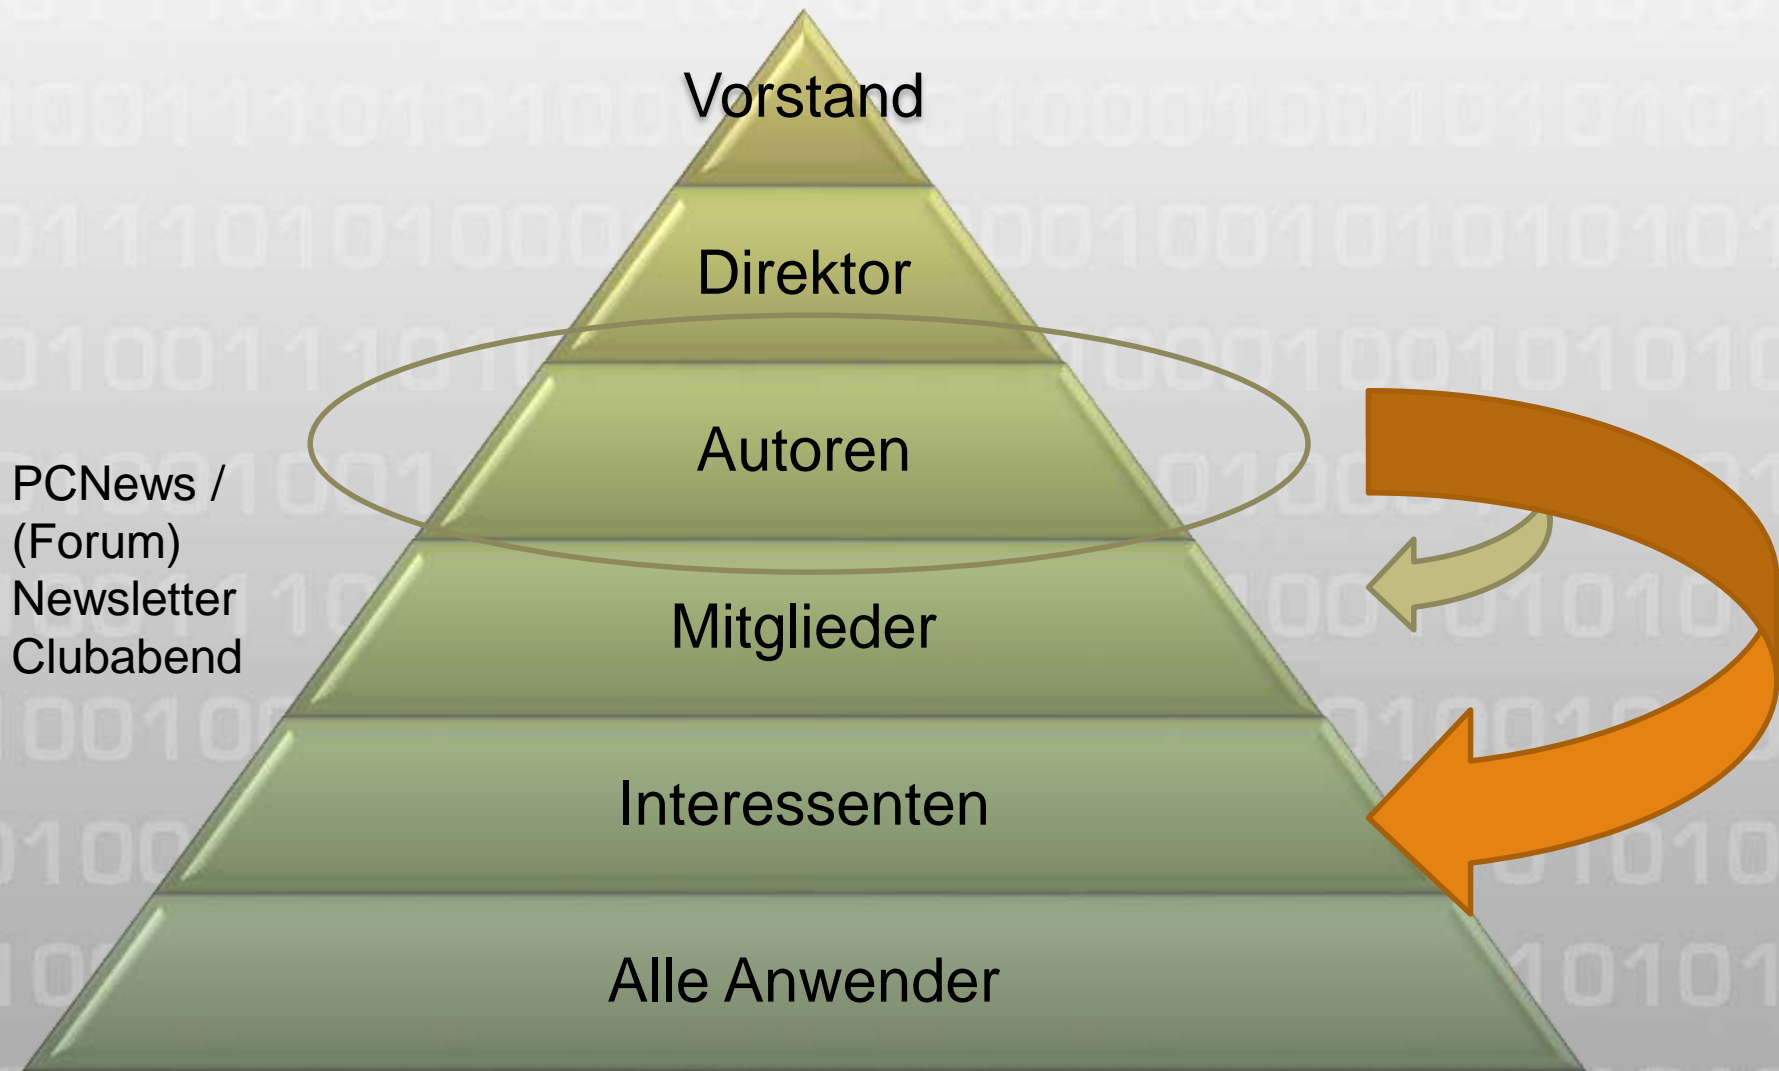 Vorstand
Direktor
Autoren
PCNews /
(Forum)
Newsletter
Clubabend
Mitglieder
Interessenten
Alle Anwender